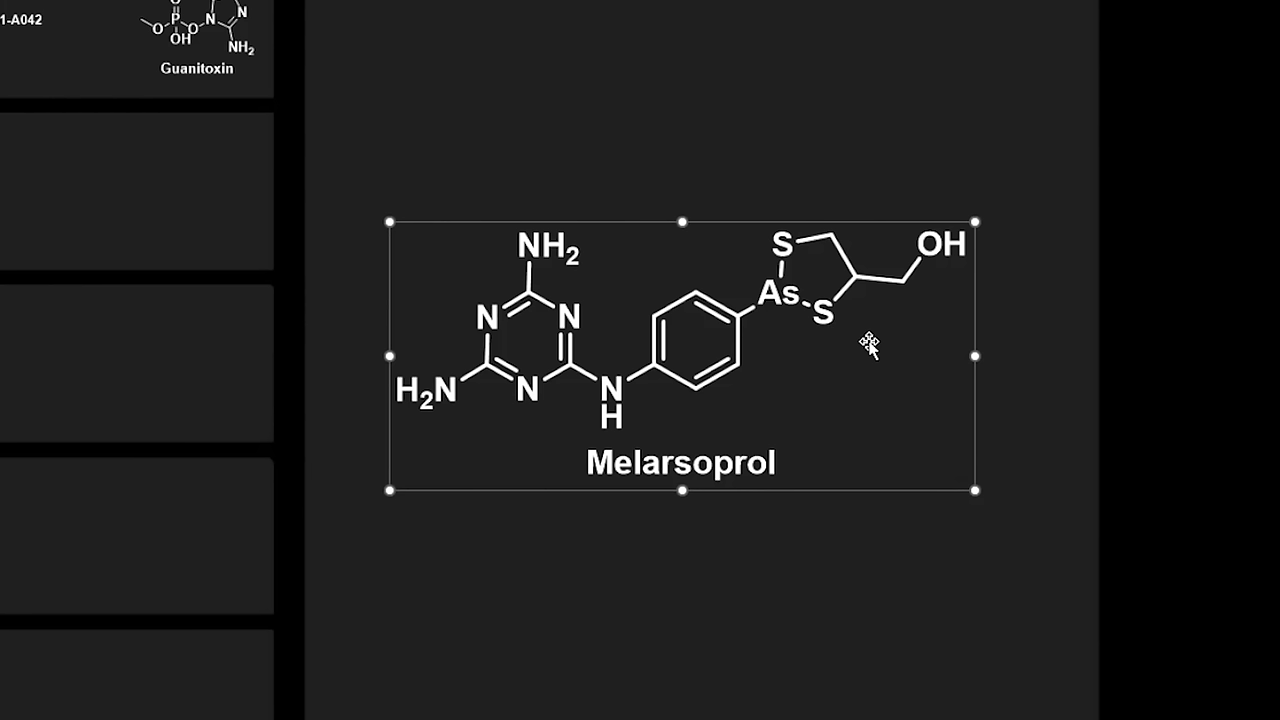 1-A042
O
P
O
O
N
N
OH
NH2
Guanitoxin
NH2
S
OH
N
N
As
S
H2N
N
N
H
Melarsoprol